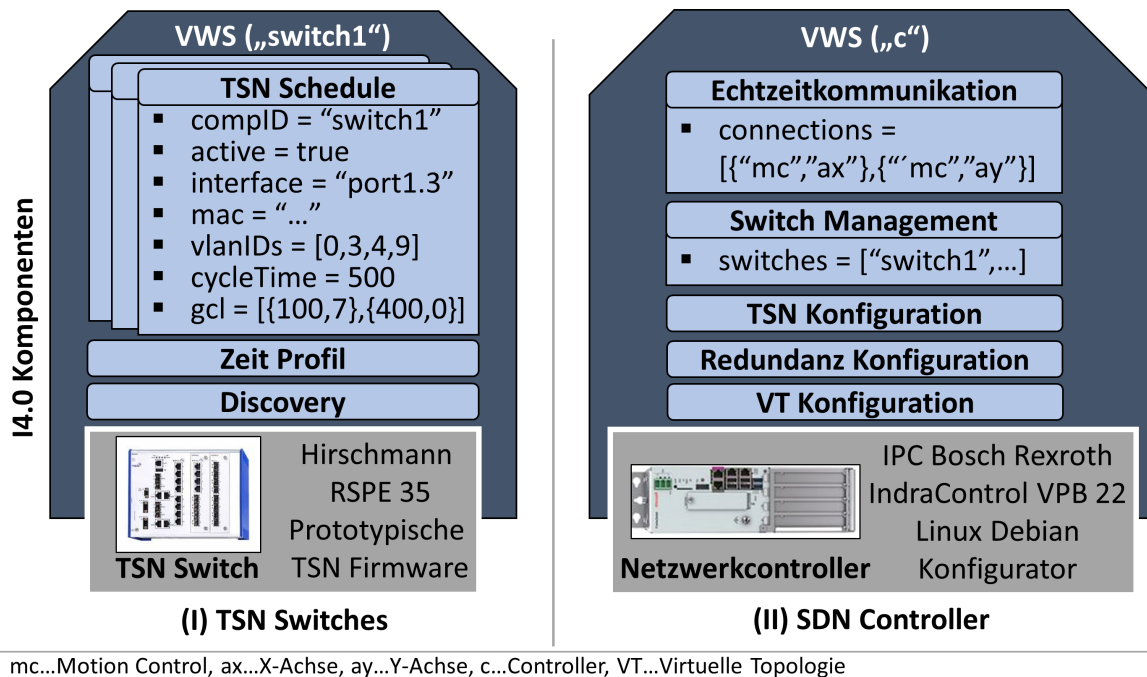 I4.0 Komponenten
VWS („switch1“)
TSN Schedule
▪ compID = “switch1”
▪ active = true
▪ interface = “port1.3”
▪ mac = “…”
▪ vlanIDs = [0,3,4,9]
▪ cycleTime = 500
▪ gcl = [{100,7},{400,0}]
Zeit Profil
Discovery
TSN Switch
Hirschmann
RSPE 35
Prototypische
TSN Firmware
(I) TSN Switches
VWS („c“)
Echtzeitkommunikation
▪ connections =
[{“mc”,”ax”},{“´mc”,”ay”}]
Switch Management
▪ switches = [“switch1”,…]
TSN Konfiguration
Redundanz Konfiguration
VT Konfiguration
Netzwerkcontroller
IPC Bosch Rexroth
IndraControl VPB 22
Linux Debian
Konfigurator
(II) SDN Controller
mc…Motion Control, ax…X-Achse, ay…Y-Achse, c…Controller, VT…Virtuelle Topologie